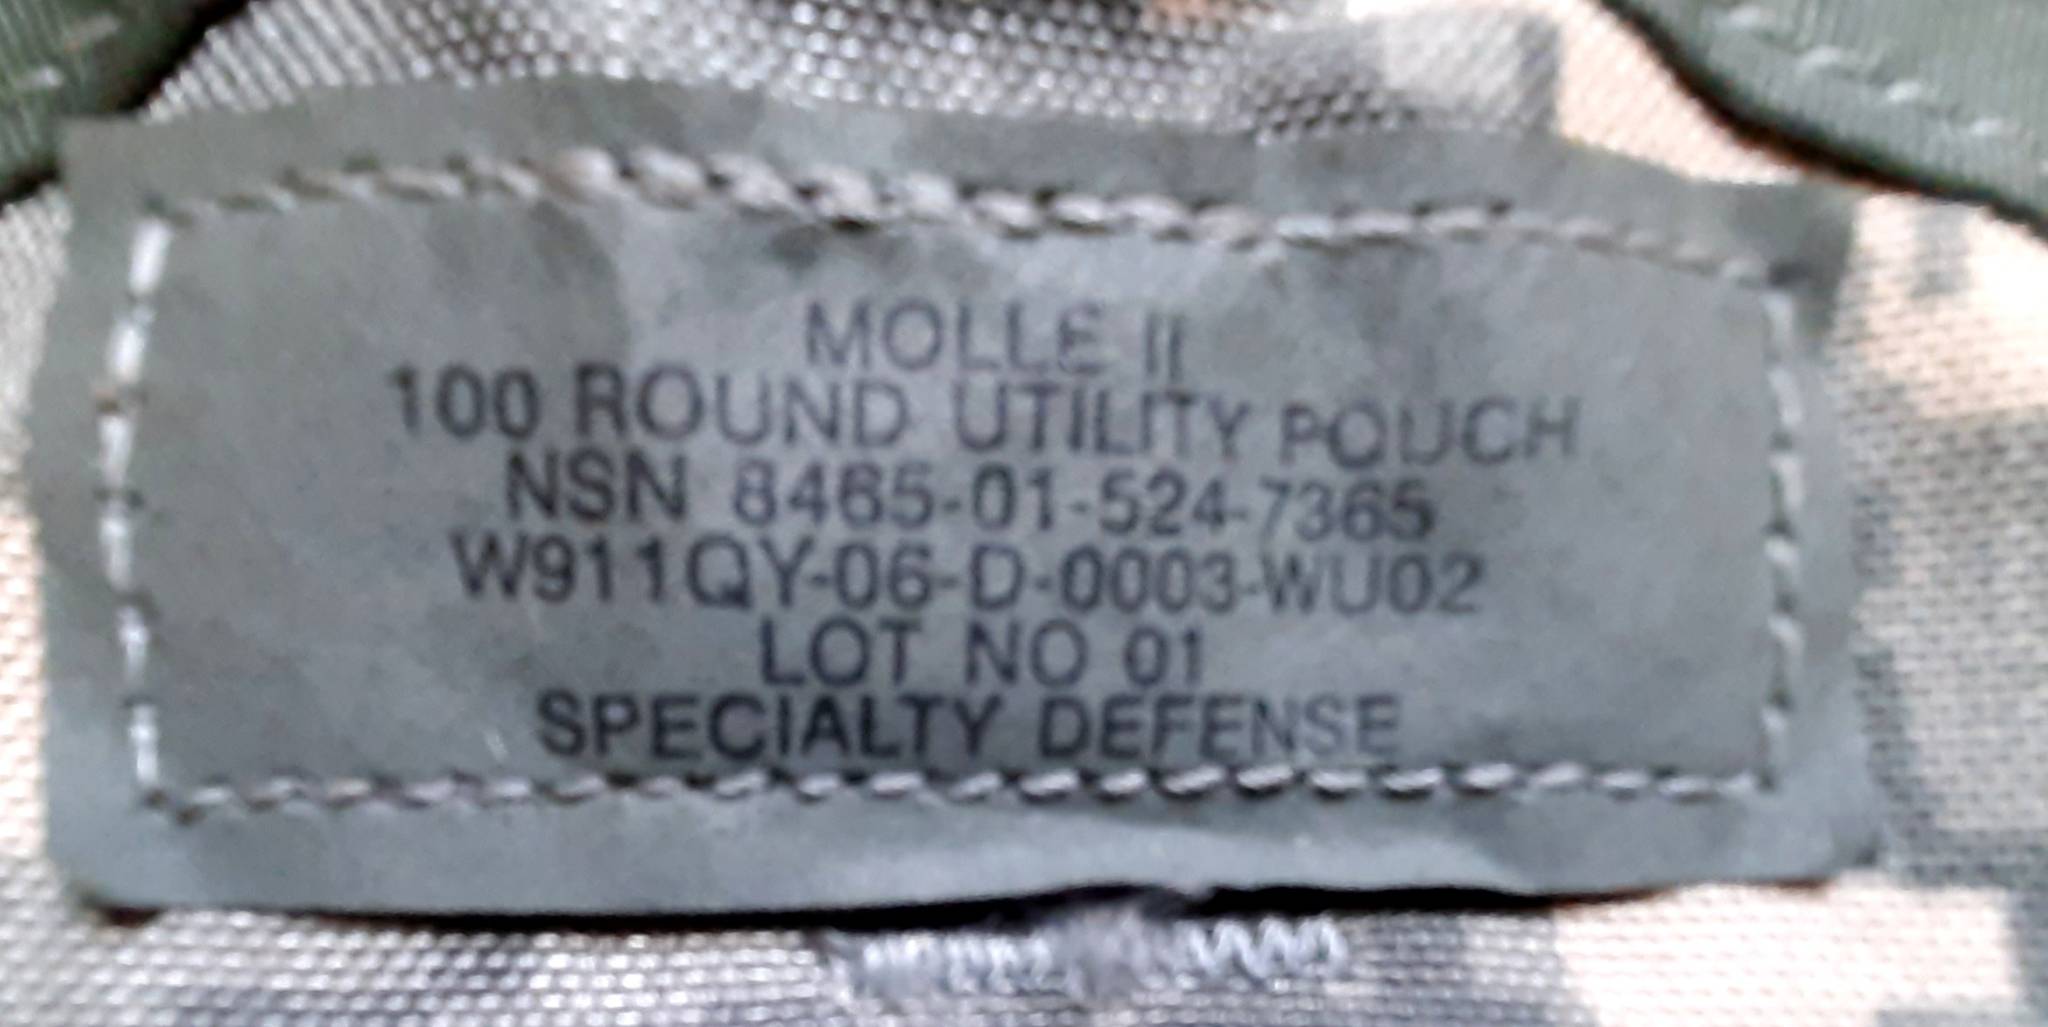 MOLLE II
100 ROUND UTILITY POUCH
NSN 8465-01-524-7365
W911QY-06-D-0003-WU02
LOT NO 01
SPECIALTY DEFENSE